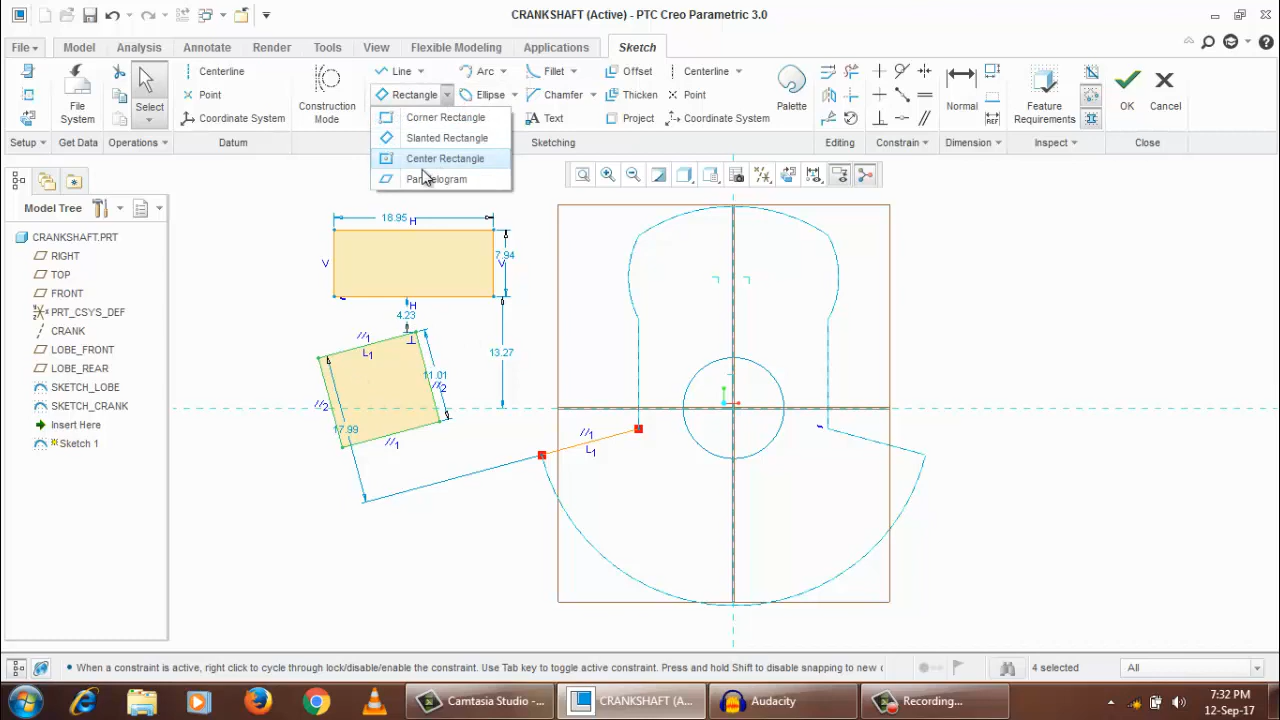 CRANKSHAFT (Active) - PTC Creo Parametric 3.0
File Model Analysis Annotate Render Tools View Flexible Modeling Applications Sketch
File System
Select
Centerline
Point
Coordinate System
Construction Mode
Line
Rectangle
Arc
Ellipse
Fillet
Chamfer
Text
Offset
Thicken
Project
Centerline
Point
Coordinate System
Palette
Normal
Feature Requirements
OK
Cancel
Corner Rectangle
Slanted Rectangle
Center Rectangle
Setup Get Data Operations Sketching Editing Constrain Dimension Inspect Close
Model Tree
CRANKSHAFT.PRT
RIGHT
TOP
FRONT
PRT_CSYS_DEF
CRANK
LOBE_FRONT
LOBE_REAR
SKETCH_LOBE
SKETCH_CRANK
Insert Here
Sketch 1
18.95
H
7.94
V
V
H
4.23
13.27
//1
L1
11.01
//2
//2
17.99
//1
//1
L1
When a constraint is active, right click to cycle through lock/disable/enable the constraint. Use Tab key to toggle active constraint. Press and hold Shift to disable snapping to new
4 selected
All
Camtasia Studio - ...
CRANKSHAFT (A...
Audacity
Recording...
7:32 PM
12-Sep-17